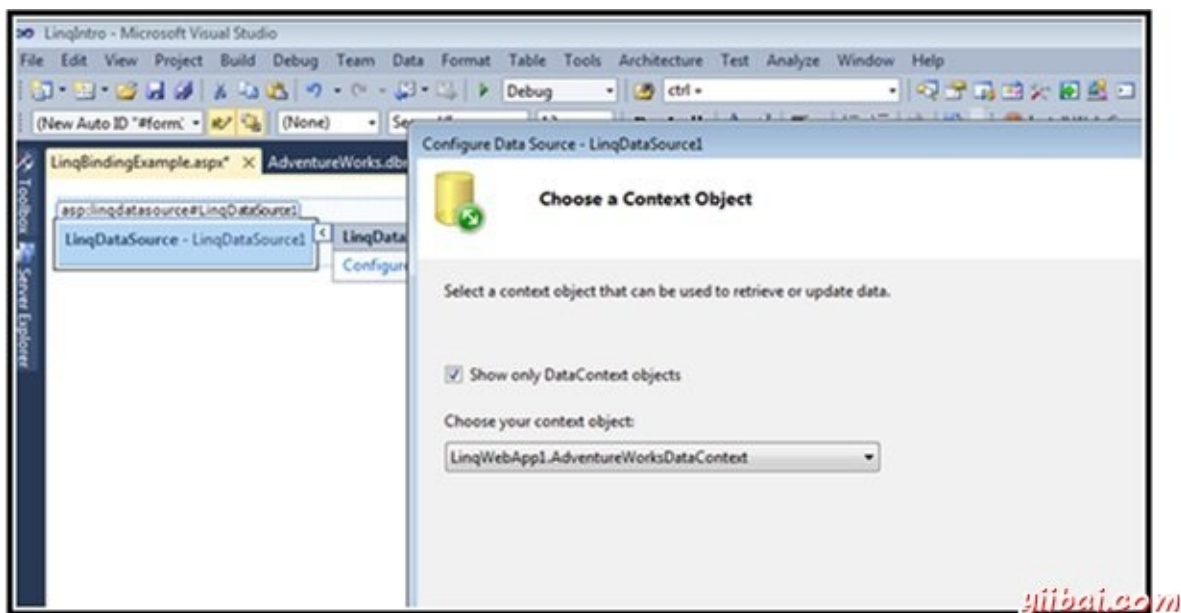 LinqIntro - Microsoft Visual Studio
File Edit View Project Build Debug Team Data Format Table Tools Architecture Test Analyze Window Help
Debug ctrl
(New Auto ID "#form: (None)
LinqBindingExample.aspx* × AdventureWorks.db
Toolbox
Server Explorer
asp:linqdatasource#LinqDataSource1
LinqDataSource - LinqDataSource1
LinqData
Configure
Configure Data Source - LinqDataSource1
Choose a Context Object
Select a context object that can be used to retrieve or update data.
Show only DataContext objects
Choose your context object:
LinqWebApp1.AdventureWorksDataContext
yiibai.com